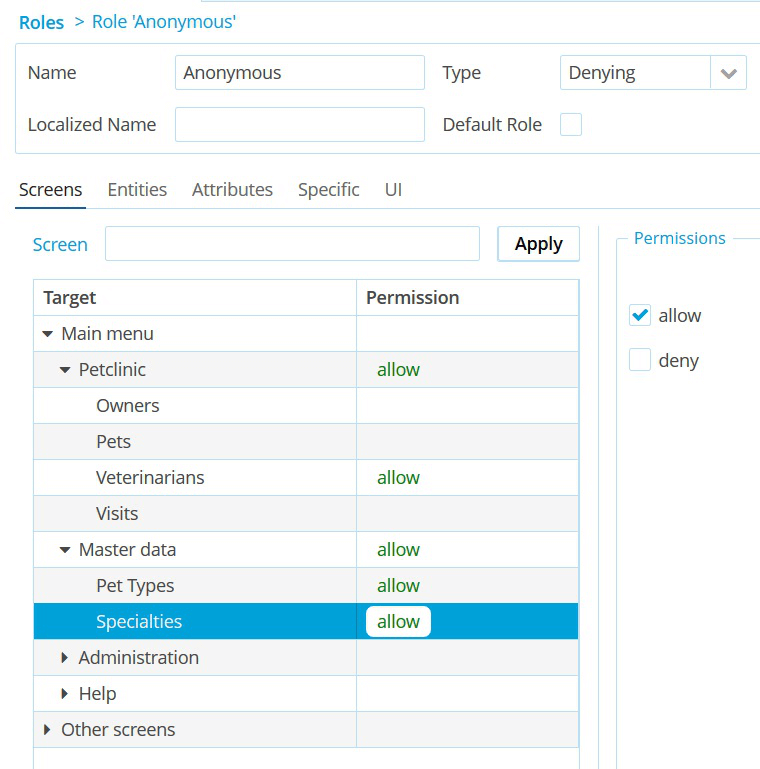 Roles > Role 'Anonymous'
Name Anonymous Type Denying
Localized Name Default Role
Screens Entities Attributes Specific UI
Screen Apply Permissions
Target Permission
allow
Main menu
deny
Petclinic allow
Owners
Pets
Veterinarians allow
Visits
Master data allow
Pet Types allow
Specialties allow
Administration
Help
Other screens